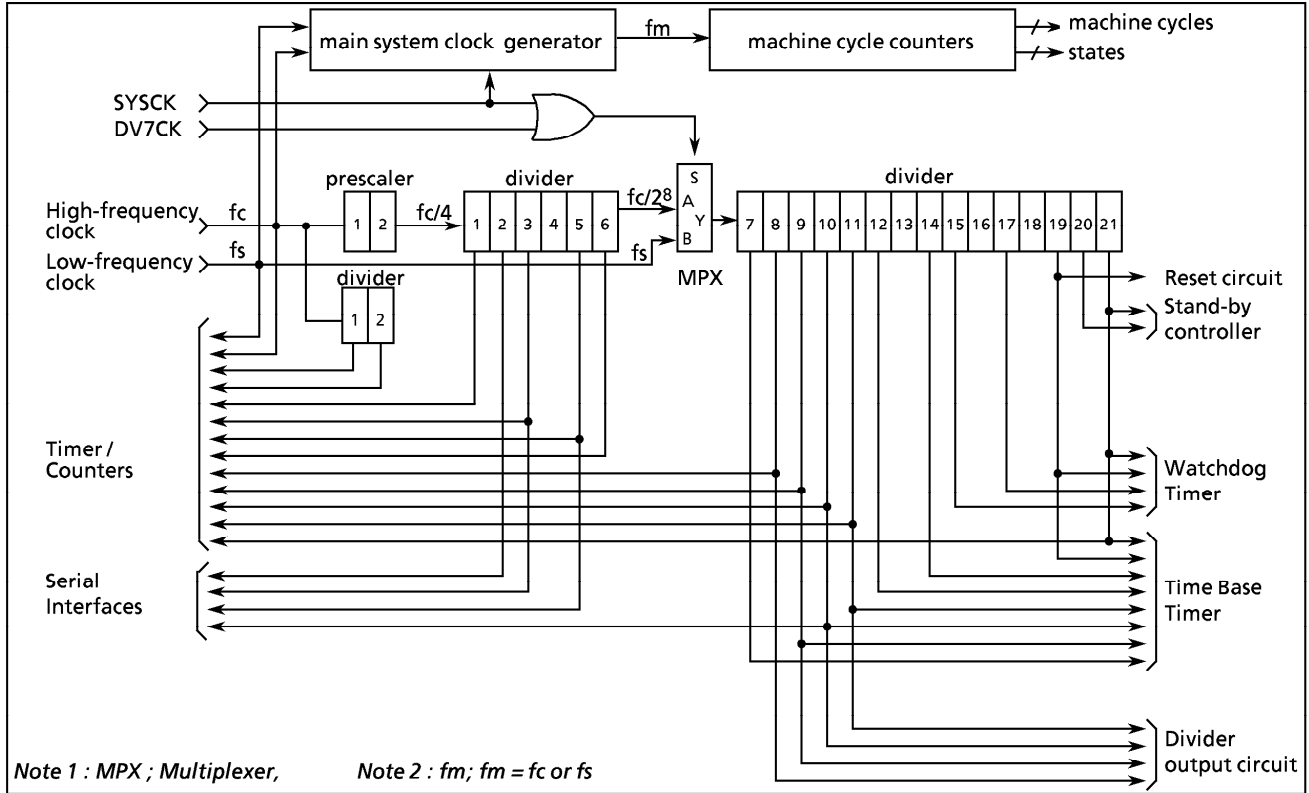 main system clock generator
fm
machine cycle counters
machine cycles
states
SYSCK
DV7CK
prescaler
divider
fc/2⁸
S
A
Y
B
MPX
divider
High-frequency
clock
fc
1 2
fc/4
1 2 3 4 5 6
7 8 9 10 11 12 13 14 15 16 17 18 19 20 21
Low-frequency
clock
fs
fs
divider
1 2
Reset circuit
Stand-by
controller
Timer /
Counters
Watchdog
Timer
Serial
Interfaces
Time Base
Timer
Divider
output circuit
Note 1 : MPX ; Multiplexer,
Note 2 : fm; fm = fc or fs